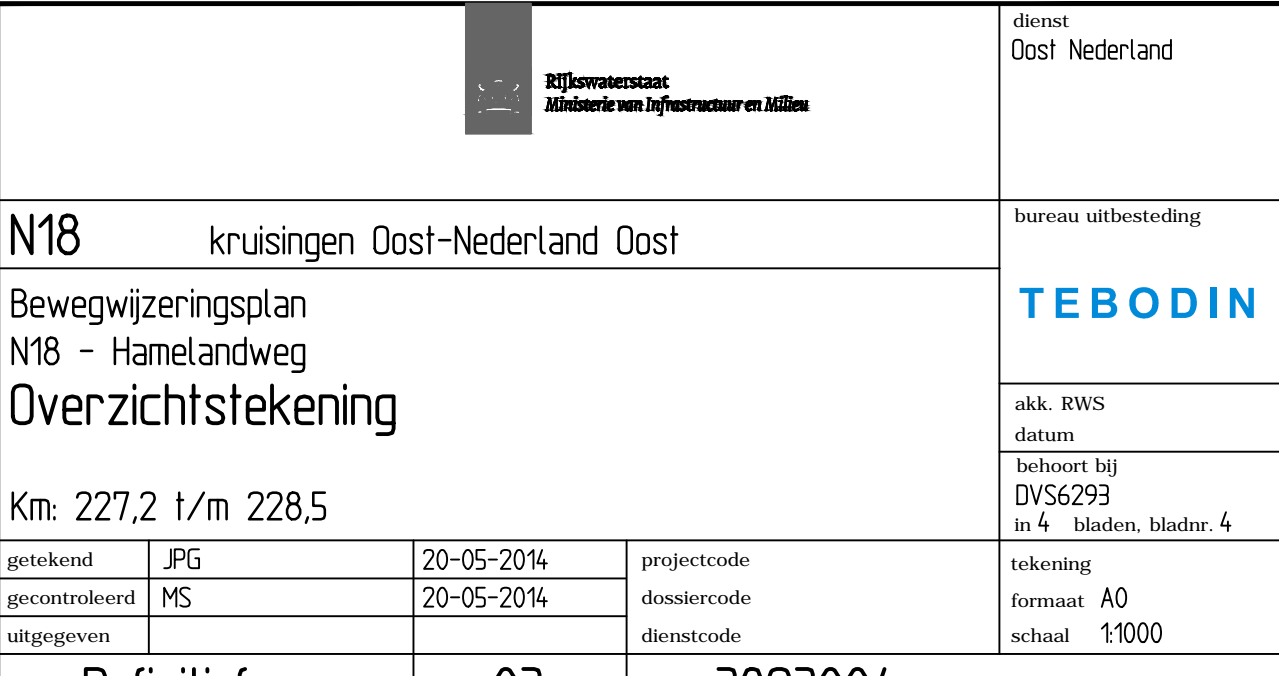 Rijkswaterstaat
Ministerie van Infrastructuur en Milieu
dienst
Oost Nederland
N18 kruisingen Oost-Nederland Oost
bureau uitbesteding
TEBODIN
Bewegwijzeringsplan
N18 - Hamelandweg
Overzichtstekening
Km: 227,2 t/m 228,5
akk. RWS
datum
behoort bij
DVS6293
in 4 bladen, bladnr. 4
getekend JPG 20-05-2014 projectcode
gecontroleerd MS 20-05-2014 dossiercode
uitgegeven dienstcode
tekening
formaat A0
schaal 1:1000